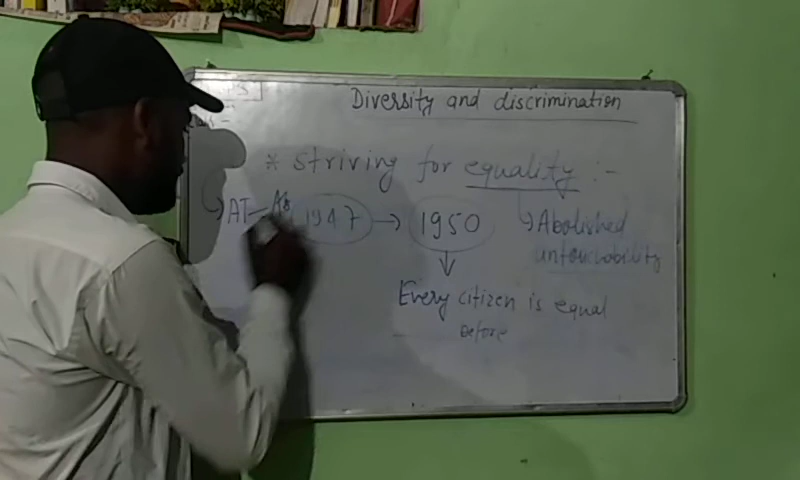 Diversity and discrimination
* Striving for equality :-
AT 1947 → 1950
Abolished
untouchability
Every citizen is equal
before